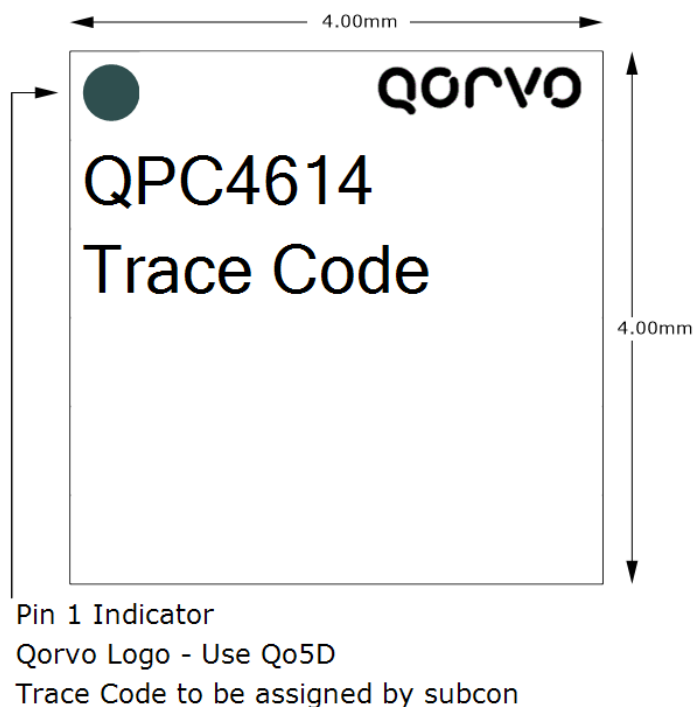 4.00mm
Qorvo
QPC4614
Trace Code
4.00mm
Pin 1 Indicator
Qorvo Logo - Use Qo5D
Trace Code to be assigned by subcon